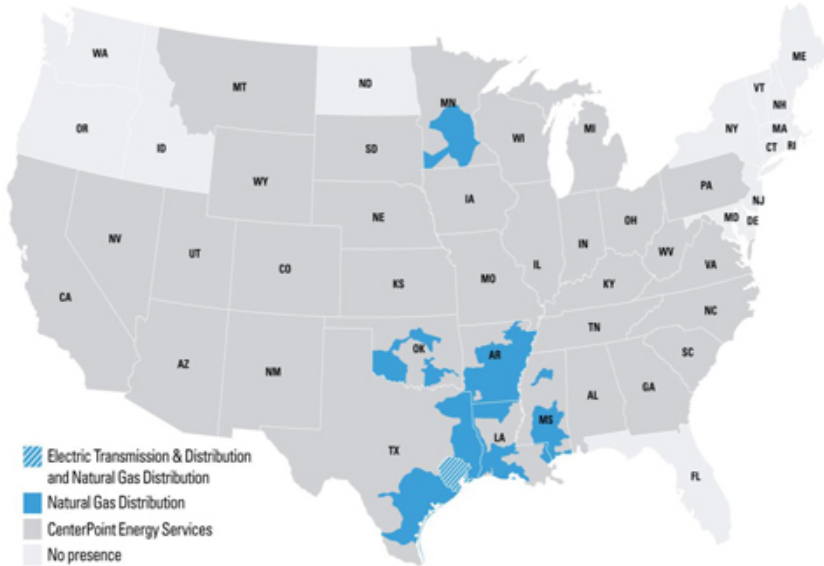 WA
MT
ND
MN
ME
VT
NH
OR
ID
SD
WI
MI
NY
MA
CT
RI
WY
IA
PA
NJ
NE
OH
MD
DE
NV
UT
CO
IL
IN
WV
VA
CA
KS
MO
KY
NC
AZ
NM
OK
AR
TN
SC
TX
LA
MS
AL
GA
FL
Electric Transmission & Distribution
and Natural Gas Distribution
Natural Gas Distribution
CenterPoint Energy Services
No presence